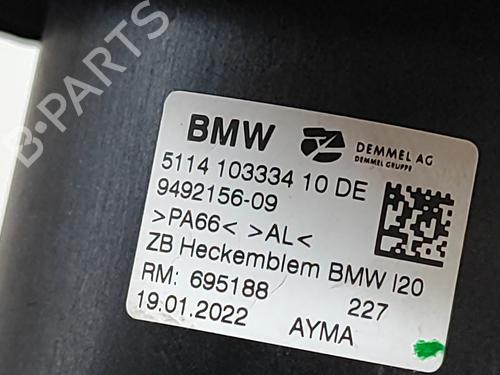 B-PARTS
BMW DEMMEL AG
DEMMEL GRUPPE
5114 103334 10 DE
9492156-09
>PA66< >AL<
ZB Heckemblem BMW I20
RM: 695188 227
19.01.2022 AYMA